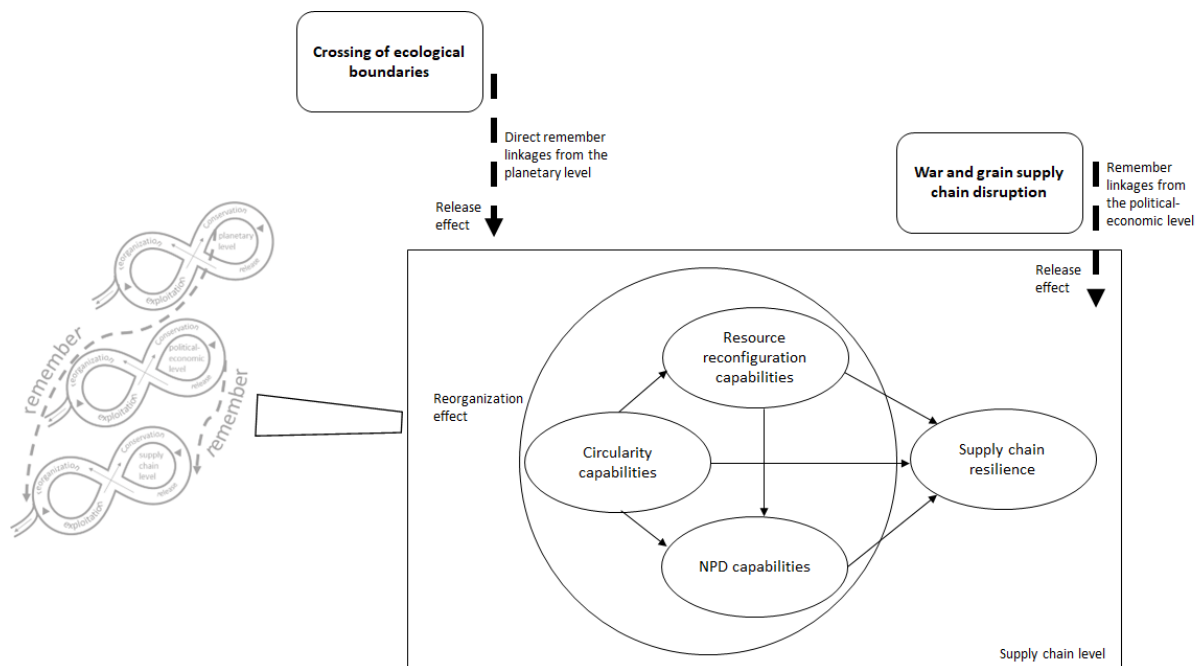 Crossing of ecological
boundaries
Direct remember
linkages from the
planetary level
Release
effect
War and grain supply
chain disruption
Remember
linkages from
the political-
economic level
Release
effect
Conservation
planetary
level
reorganization
release
exploitation
remember
Conservation
political-
economic
level
reorganization
release
exploitation
remember
Conservation
supply
chain
level
reorganization
release
exploitation
Reorganization
effect
Resource
reconfiguration
capabilities
Circularity
capabilities
Supply chain
resilience
NPD capabilities
Supply chain level